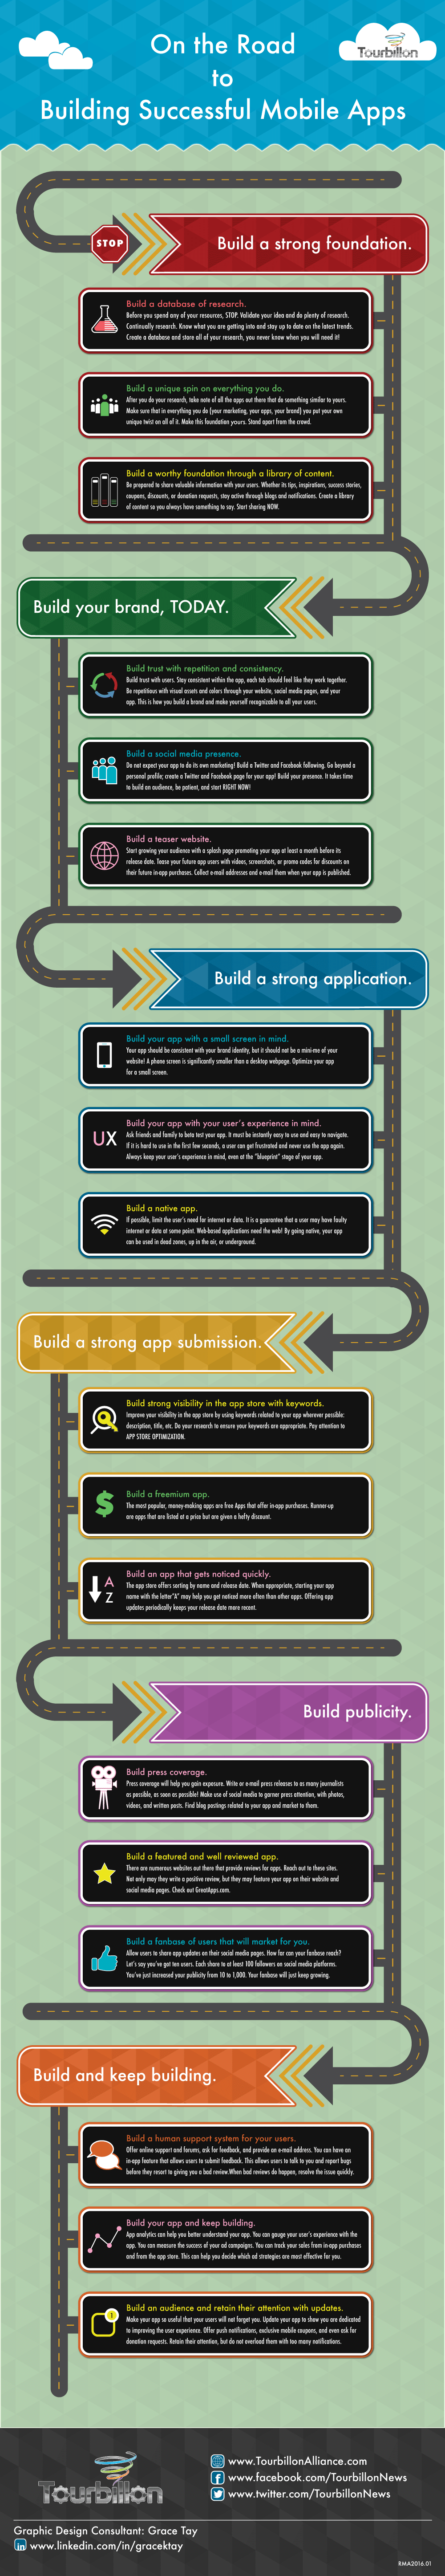 On the Road
to
Building Successful Mobile Apps
Tourbillon
STOP
Build a strong foundation.
Build a database of research.
Before you spend any of your resources, STOP. Validate your idea and do plenty of research.
Continually research. Know what you are getting into and stay up to date on the latest trends.
Create a database and store all of your research, you never know when you will need it!
Build a unique spin on everything you do.
After you do your research, take note of all the apps out there that do something similar to yours.
Make sure that in everything you do (your marketing, your apps, your brand) you put your own
unique twist on all of it. Make this foundation yours. Stand apart from the crowd.
Build a worthy foundation through a library of content.
Be prepared to share valuable information with your users. Whether its tips, inspirations, success stories,
coupons, discounts, or donation requests, stay active through blogs and notifications. Create a library
of content so you always have something to say. Start sharing NOW.
Build your brand, TODAY.
Build trust with repetition and consistency.
Build trust with users. Stay consistent within the app, each tab should feel like they work together.
Be repetitious with visual assets and colors through your website, social media pages, and your
app. This is how you build a brand and make yourself recognizable to all your users.
Build a social media presence.
Do not expect your app to do its own marketing! Build a Twitter and Facebook following. Go beyond a
personal profile; create a Twitter and Facebook page for your app! Build your presence. It takes time
to build an audience, be patient, and start RIGHT NOW!
Build a teaser website.
Start growing your audience with a splash page promoting your app at least a month before its
release date. Tease your future app users with videos, screenshots, or promo codes for discounts on
their future in-app purchases. Collect e-mail addresses and e-mail them when your app is published.
Build a strong application.
Build your app with a small screen in mind.
Your app should be consistent with your brand identity, but it should not be a mini-me of your
website! A phone screen is significantly smaller than a desktop webpage. Optimize your app
for a small screen.
UX
Build your app with your user's experience in mind.
Ask friends and family to beta test your app. It must be instantly easy to use and easy to navigate.
If it is hard to use in the first few seconds, a user can get frustrated and never use the app again.
Always keep your user's experience in mind, even at the "blueprint" stage of your app.
Build a native app.
If possible, limit the user's need for internet or data. It is a guarantee that a user may have faulty
internet or data at some point. Web-based applications need the web! By going native, your app
can be used in dead zones, up in the air, or underground.
Build a strong app submission.
Build strong visibility in the app store with keywords.
Improve your visibility in the app store by using keywords related to your app wherever possible:
description, title, etc. Do your research to ensure your keywords are appropriate. Pay attention to
APP STORE OPTIMIZATION.
$
Build a freemium app.
The most popular, money-making apps are free Apps that offer in-app purchases. Runner-up
are apps that are listed at a price but are given a hefty discount.
A
Z
Build an app that gets noticed quickly.
The app store offers sorting by name and release date. When appropriate, starting your app
name with the letter"A" may help you get noticed more often than other apps. Offering app
updates periodically keeps your release date more recent.
Build publicity.
Build press coverage.
Press coverage will help you gain exposure. Write or e-mail press releases to as many journalists
as possible, as soon as possible! Make use of social media to garner press attention, with photos,
videos, and written posts. Find blog postings related to your app and market to them.
Build a featured and well reviewed app.
There are numerous websites out there that provide reviews for apps. Reach out to these sites.
Not only may they write a positive review, but they may feature your app on their website and
social media pages. Check out GreatApps.com.
Build a fanbase of users that will market for you.
Allow users to share app updates on their social media pages. How far can your fanbase reach?
Let's say you've got ten users. Each share to at least 100 followers on social media platforms.
You've just increased your publicity from 10 to 1,000. Your fanbase will just keep growing.
Build and keep building.
Build a human support system for your users.
Offer online support and forums, ask for feedback, and provide an e-mail address. You can have an
in-app feature that allows users to submit feedback. This allows users to talk to you and report bugs
before they resort to giving you a bad review.When bad reviews do happen, resolve the issue quickly.
Build your app and keep building.
App analytics can help you better understand your app. You can gauge your user's experience with the
app. You can measure the success of your ad campaigns. You can track your sales from in-app purchases
and from the app store. This can help you decide which ad strategies are most effective for you.
Build an audience and retain their attention with updates.
Make your app so useful that your users will not forget you. Update your app to show you are dedicated
to improving the user experience. Offer push notifications, exclusive mobile coupons, and even ask for
donation requests. Retain their attention, but do not overload them with too many notifications.
Tourbillon
www.TourbillonAlliance.com
www.facebook.com/TourbillonNews
www.twitter.com/TourbillonNews
Graphic Design Consultant: Grace Tay
in www.linkedin.com/in/gracektay
RMA2016.01